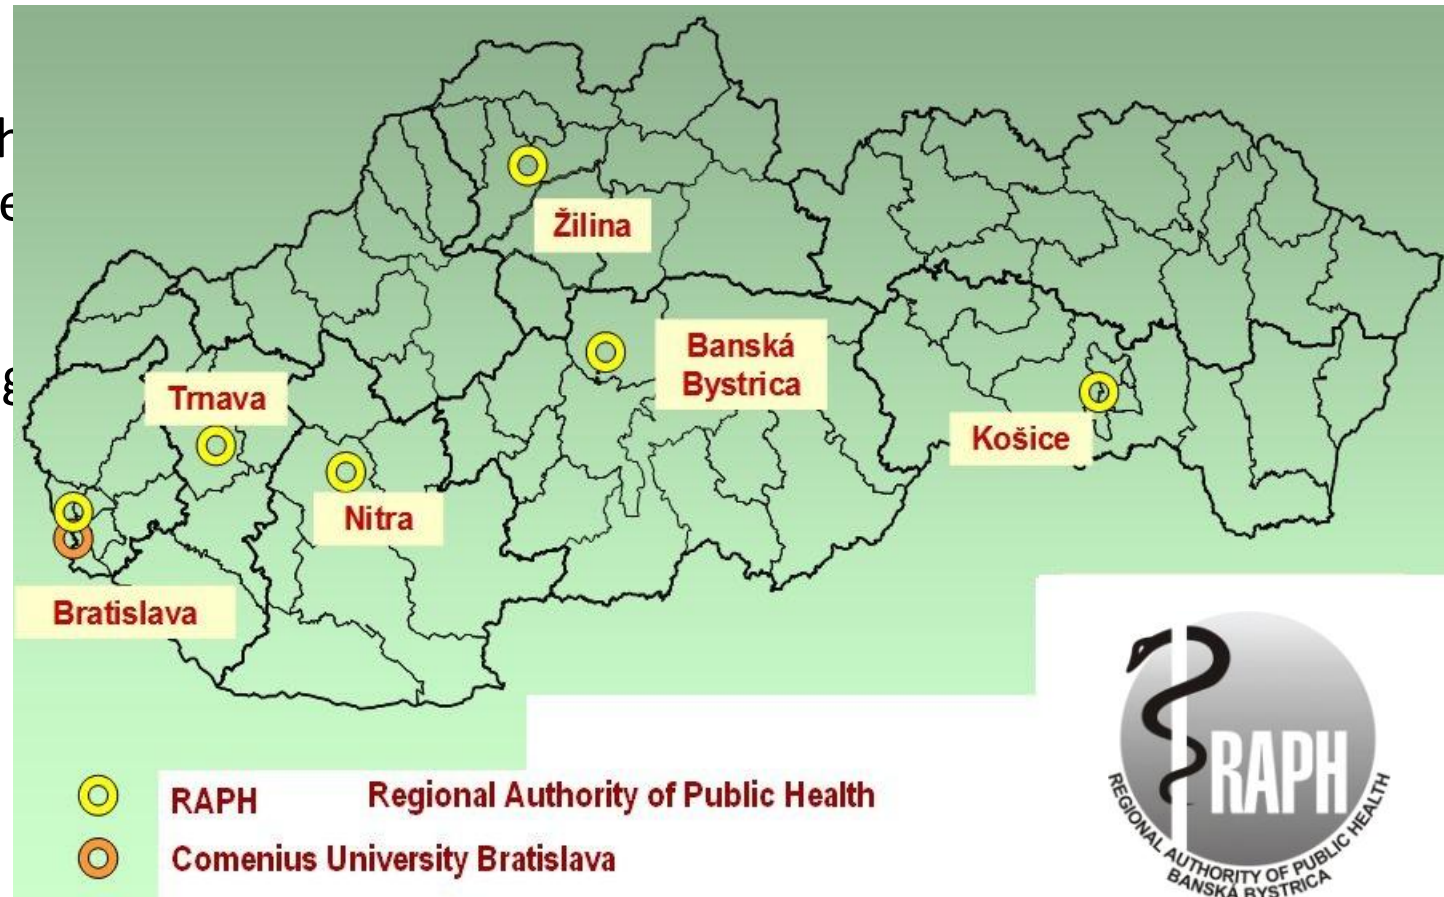 h
e
g
Žilina
Banská
Bystrica
Trnava
Košice
Nitra
Bratislava
RAPH Regional Authority of Public Health
Comenius University Bratislava
RAPH
REGIONAL AUTHORITY OF PUBLIC HEALTH
BANSKÁ BYSTRICA